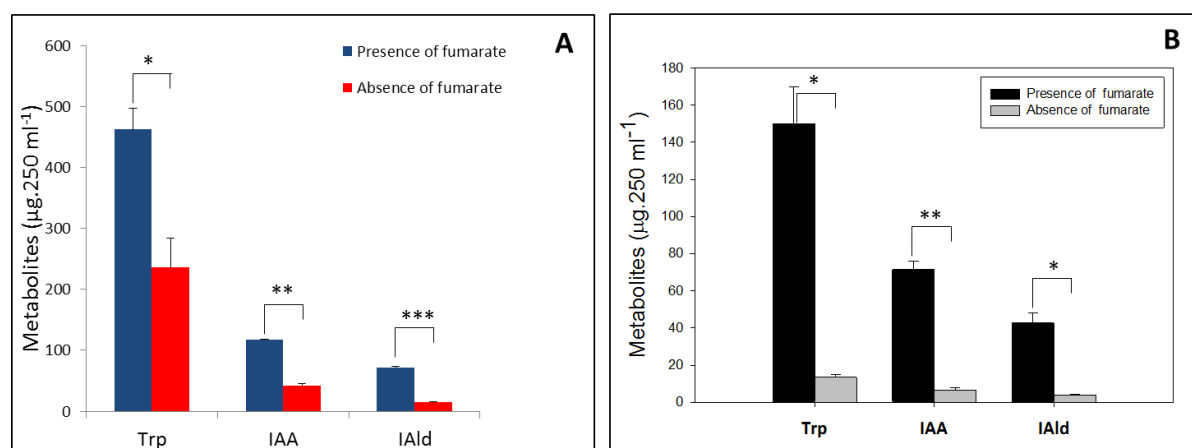 A
Presence of fumarate
Absence of fumarate
Metabolites (µg.250 ml-1)
600
500
400
300
200
100
0
*
**
***
Trp IAA IAld
B
Presence of fumarate
Absence of fumarate
Metabolites (µg.250 ml−1)
180
160
140
120
100
80
60
40
20
0
*
**
*
Trp IAA IAld